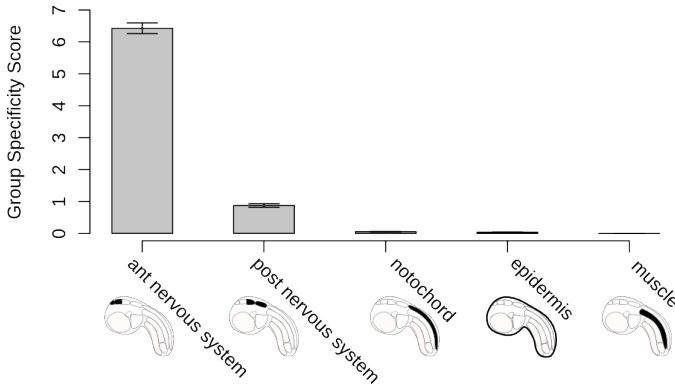 Group Specificity Score
7
6
5
4
3
2
1
0
ant nervous system
post nervous system
notochord
epidermis
muscle